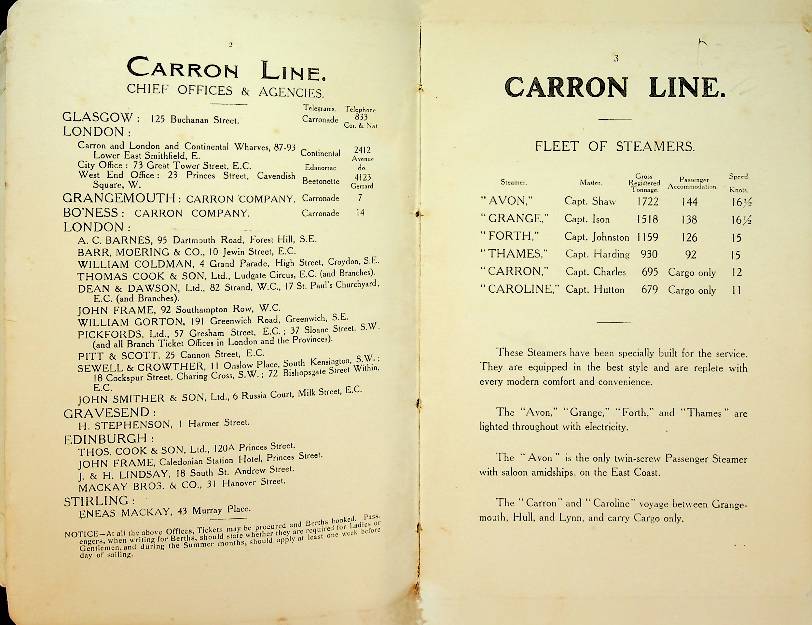 2
CARRON LINE.
CHIEF OFFICES & AGENCIES.
Telegrams. Telephone
GLASGOW: 125 Buchanan Street. Carronade 833 Cor. & Nat
LONDON:
Carron and London and Continental Wharves, 87-93
Lower East Smithfield, E. Continental 2412 Avenue
City Office: 73 Great Tower Street, E.C. Edanornac do
West End Office: 23 Princes Street, Cavendish
Square, W. Beetonette 4123 Gerrard
GRANGEMOUTH: CARRON COMPANY, Carronade 7
BO'NESS: CARRON COMPANY. Carronade 14
LONDON:
A. C. BARNES, 95 Dartmouth Road, Forest Hill, S.E.
BARR, MOERING & CO., 10 Jewin Street, E.C.
WILLIAM COLDMAN, 4 Grand Parade, High Street, Croydon, S.E.
THOMAS COOK & SON, Ltd., Ludgate Circus, E.C. (and Branches).
DEAN & DAWSON, Ltd., 82 Strand, W.C., 17 St. Paul's Churchyard,
E.C. (and Branches).
JOHN FRAME, 92 Southampton Row, W.C.
WILLIAM GORTON, 191 Greenwich Road, Greenwich, S.E.
PICKFORDS, Ltd., 57 Gresham Street, E.C.; 37 Sloane Street, S.W.
(and all Branch Ticket Offices in London and the Provinces).
PITT & SCOTT, 25 Cannon Street, E.C.
SEWELL & CROWTHER, 11 Onslow Place, South Kensington, S.W.;
18 Cockspur Street, Charing Cross, S.W.; 72 Bishopsgate Street Within,
E.C.
JOHN SMITHER & SON, Ltd., 6 Russia Court, Milk Street, E.C.
GRAVESEND:
H. STEPHENSON, 1 Harmer Street.
EDINBURGH:
THOS. COOK & SON, Ltd., 120A Princes Street.
JOHN FRAME, Caledonian Station Hotel, Princes Street.
J. & H. LINDSAY, 18 South St. Andrew Street.
MACKAY BROS. & CO., 31 Hanover Street.
STIRLING:
ENEAS MACKAY, 43 Murray Place.
NOTICE—At all the above Offices, Tickets may be procured and Berths booked. Pass-
engers, when writing for Berths, should state whether they are required for Ladies or
Gentlemen, and during the Summer months, should apply at least one week before
day of sailing.
3
CARRON LINE.
FLEET OF STEAMERS.
Steamer. Master. Gross Registered Tonnage. Passenger Accommodation. Speed Knots.
"AVON," Capt. Shaw 1722 144 16½
"GRANGE," Capt. Ison 1518 138 16½
"FORTH," Capt. Johnston 1159 126 15
"THAMES," Capt. Harding 930 92 15
"CARRON," Capt. Charles 695 Cargo only 12
"CAROLINE," Capt. Hutton 679 Cargo only 11
These Steamers have been specially built for the service.
They are equipped in the best style and are replete with
every modern comfort and convenience.
The "Avon," "Grange," "Forth," and "Thames" are
lighted throughout with electricity.
The "Avon" is the only twin-screw Passenger Steamer
with saloon amidships, on the East Coast.
The "Carron" and "Caroline" voyage between Grange-
mouth, Hull, and Lynn, and carry Cargo only.